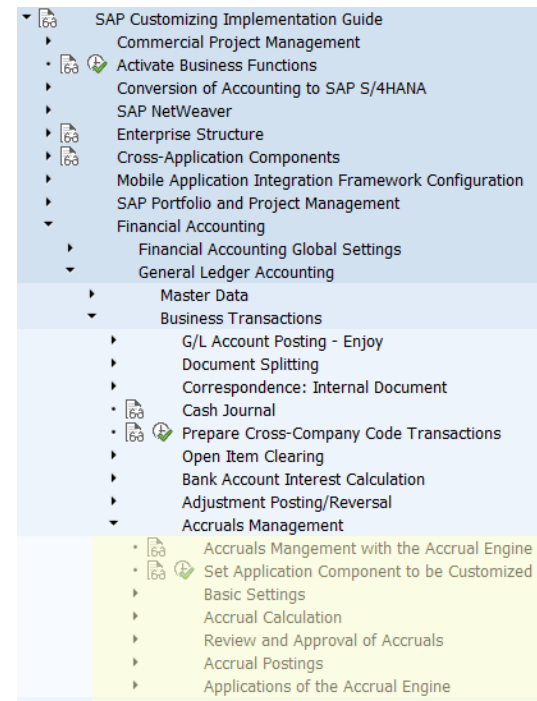 SAP Customizing Implementation Guide
Commercial Project Management
Activate Business Functions
Conversion of Accounting to SAP S/4HANA
SAP NetWeaver
Enterprise Structure
Cross-Application Components
Mobile Application Integration Framework Configuration
SAP Portfolio and Project Management
Financial Accounting
Financial Accounting Global Settings
General Ledger Accounting
Master Data
Business Transactions
G/L Account Posting - Enjoy
Document Splitting
Correspondence: Internal Document
Cash Journal
Prepare Cross-Company Code Transactions
Open Item Clearing
Bank Account Interest Calculation
Adjustment Posting/Reversal
Accruals Management
Accruals Mangement with the Accrual Engine
Set Application Component to be Customized
Basic Settings
Accrual Calculation
Review and Approval of Accruals
Accrual Postings
Applications of the Accrual Engine